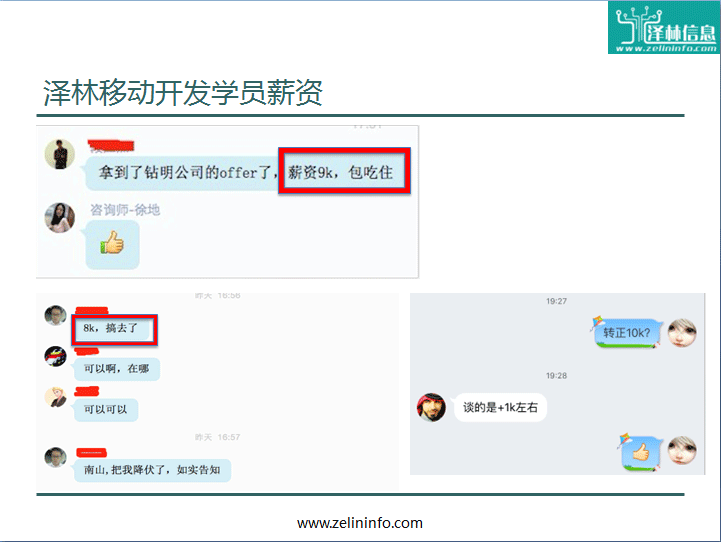 泽林信息
www.zelininfo.com
泽林移动开发学员薪资
拿到了钻明公司的offer了，薪资9k，包吃住
咨询师-徐地
昨天 16:56
8k，搞去了
可以啊，在哪
可以可以
昨天 16:57
南山,把我降伏了，如实告知
19:27
转正10k?
19:28
谈的是+1k左右
www.zelininfo.com